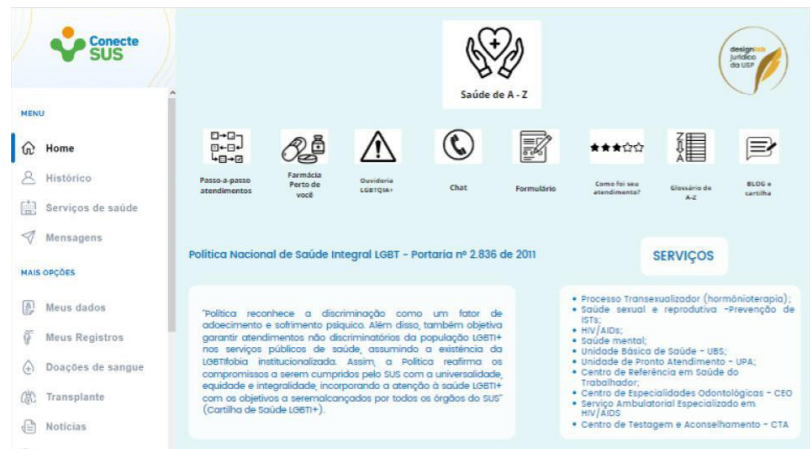 Conecte
SUS
MENU
Home
Histórico
Serviços de saúde
Mensagens
MAIS OPÇÕES
Meus dados
Meus Registros
Doações de sangue
Transplante
Notícias
Saúde de A - Z
designlab
jurídico
da USP
Passo-a-passo
atendimentos
Farmácia
Perto de
você
Ouvidoria
LGBTQIA+
Chat
Formulário
Como foi seu
atendimento?
Glossário de
A-Z
BLOG e
cartilha
Política Nacional de Saúde Integral LGBT - Portaria nº 2.836 de 2011
SERVIÇOS
"Política reconhece a discriminação como um fator de
adoecimento e sofrimento psíquico. Além disso, também objetiva
garantir atendimentos não discriminatórios da população LGBTI+
nos serviços públicos de saúde, assumindo a existência da
LGBTIfobia institucionalizada. Assim, a Política reafirma os
compromissos a serem cumpridos pelo SUS com a universalidade,
equidade e integralidade, incorporando a atenção à saúde LGBTI+
com os objetivos a seremalcançados por todos os órgãos do SUS"
(Cartilha de Saúde LGBTI+).
• Processo Transexualizador (hormônioterapia);
• Saúde sexual e reprodutiva -Prevenção de
ISTs;
• HIV/AIDs;
• Saúde mental;
• Unidade Básica de Saúde - UBS;
• Unidade de Pronto Atendimento - UPA;
• Centro de Referência em Saúde do
Trabalhador;
• Centro de Especialidades Odontológicas - CEO
• Serviço Ambulatorial Especializado em
HIV/AIDS
• Centro de Testagem e Aconselhamento - CTA